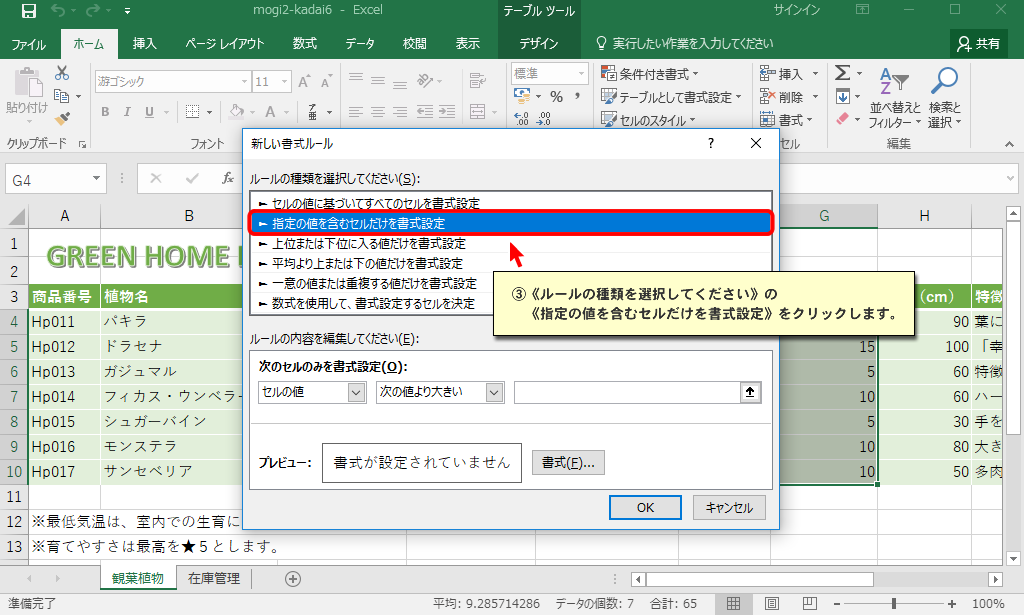 mogi2-kadai6 - Excel
テーブル ツール
サインイン
ファイル ホーム 挿入 ページ レイアウト 数式 データ 校閲 表示 デザイン 実行したい作業を入力してください 共有
貼り付け
游ゴシック 11
B I U
標準
% ,
条件付き書式
テーブルとして書式設定
セルのスタイル
挿入
削除
書式
並べ替えと
フィルター
検索と
選択
クリップボード フォント セル 編集
G4
fx
A B G H
1 GREEN HOME
2
3 商品番号 植物名 (cm) 特徴
4 Hp011 パキラ 90 葉に
5 Hp012 ドラセナ 15 100 「幸
6 Hp013 ガジュマル 5 60 特徴
7 Hp014 フィカス・ウンベラー 10 60 ハー
8 Hp015 シュガーバイン 5 30 手を
9 Hp016 モンステラ 10 80 大き
10 Hp017 サンセベリア 10 50 多肉
11
12 ※最低気温は、室内での生育に
13 ※育てやすさは最高を★５とします。
新しい書式ルール
?
ルールの種類を選択してください(S):
► セルの値に基づいてすべてのセルを書式設定
► 指定の値を含むセルだけを書式設定
► 上位または下位に入る値だけを書式設定
► 平均より上または下の値だけを書式設定
► 一意の値または重複する値だけを書式設定
► 数式を使用して、書式設定するセルを決定
③《ルールの種類を選択してください》の
《指定の値を含むセルだけを書式設定》をクリックします。
ルールの内容を編集してください(E):
次のセルのみを書式設定(O):
セルの値 次の値より大きい
プレビュー: 書式が設定されていません 書式(F)...
OK キャンセル
観葉植物 在庫管理
準備完了 平均: 9.285714286 データの個数: 7 合計: 65 100%